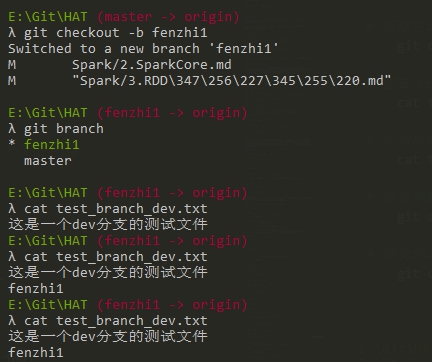 E:\Git\HAT (master -> origin)
λ git checkout -b fenzhi1
Switched to a new branch 'fenzhi1'
M       Spark/2.SparkCore.md
M       "Spark/3.RDD\347\256\227\345\255\220.md"
E:\Git\HAT (fenzhi1 -> origin)
λ git branch
* fenzhi1
  master
E:\Git\HAT (fenzhi1 -> origin)
λ cat test_branch_dev.txt
这是一个dev分支的测试文件
E:\Git\HAT (fenzhi1 -> origin)
λ cat test_branch_dev.txt
这是一个dev分支的测试文件
fenzhi1
E:\Git\HAT (fenzhi1 -> origin)
λ cat test_branch_dev.txt
这是一个dev分支的测试文件
fenzhi1